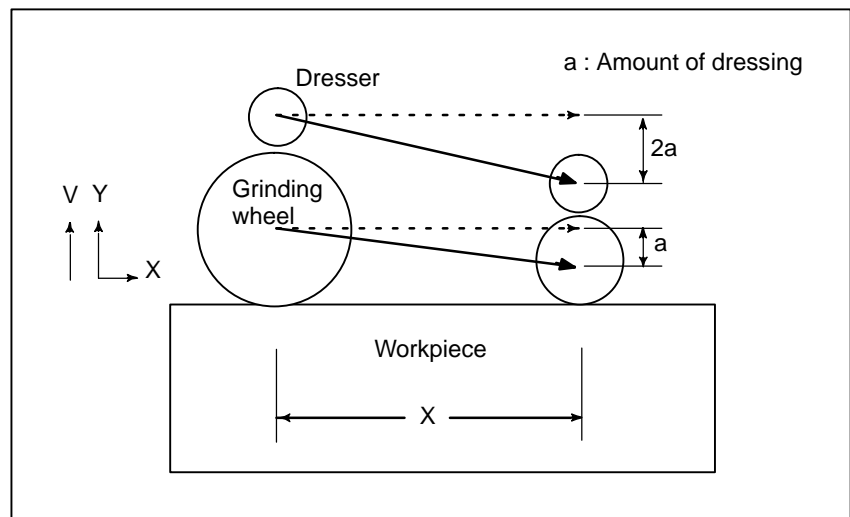 a : Amount of dressing
Dresser
2a
Grinding
wheel
V Y
a
X
Workpiece
X